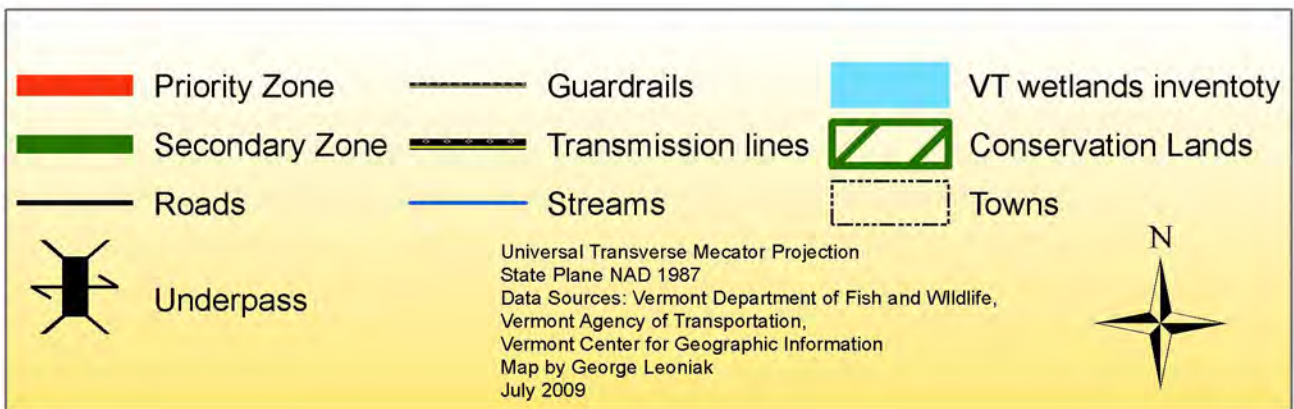 Priority Zone
Secondary Zone
Roads
Underpass
Guardrails
Transmission lines
Streams
VT wetlands inventoty
Conservation Lands
Towns
Universal Transverse Mecator Projection
State Plane NAD 1987
Data Sources: Vermont Department of Fish and WIldlife,
Vermont Agency of Transportation,
Vermont Center for Geographic Information
Map by George Leoniak
July 2009
N